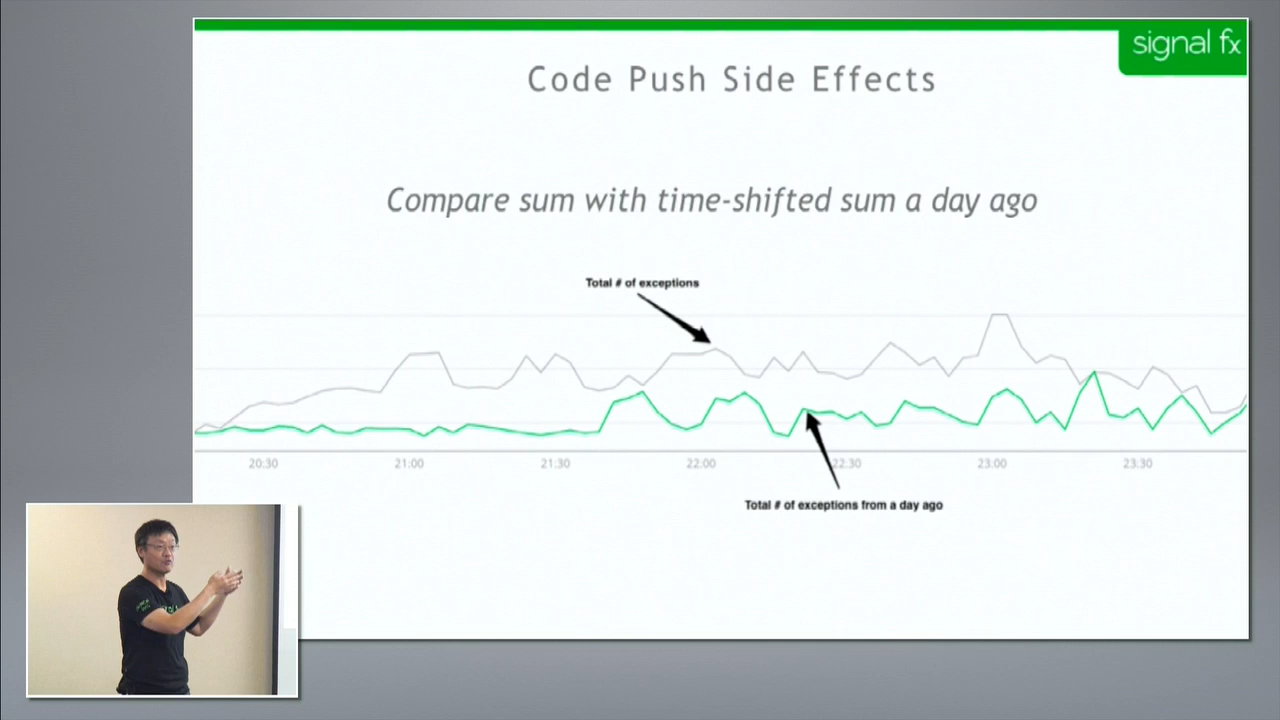 signal fx
Code Push Side Effects
Compare sum with time-shifted sum a day ago
Total # of exceptions
20:30 21:00 21:30 22:00 22:30 23:00 23:30
Total # of exceptions from a day ago